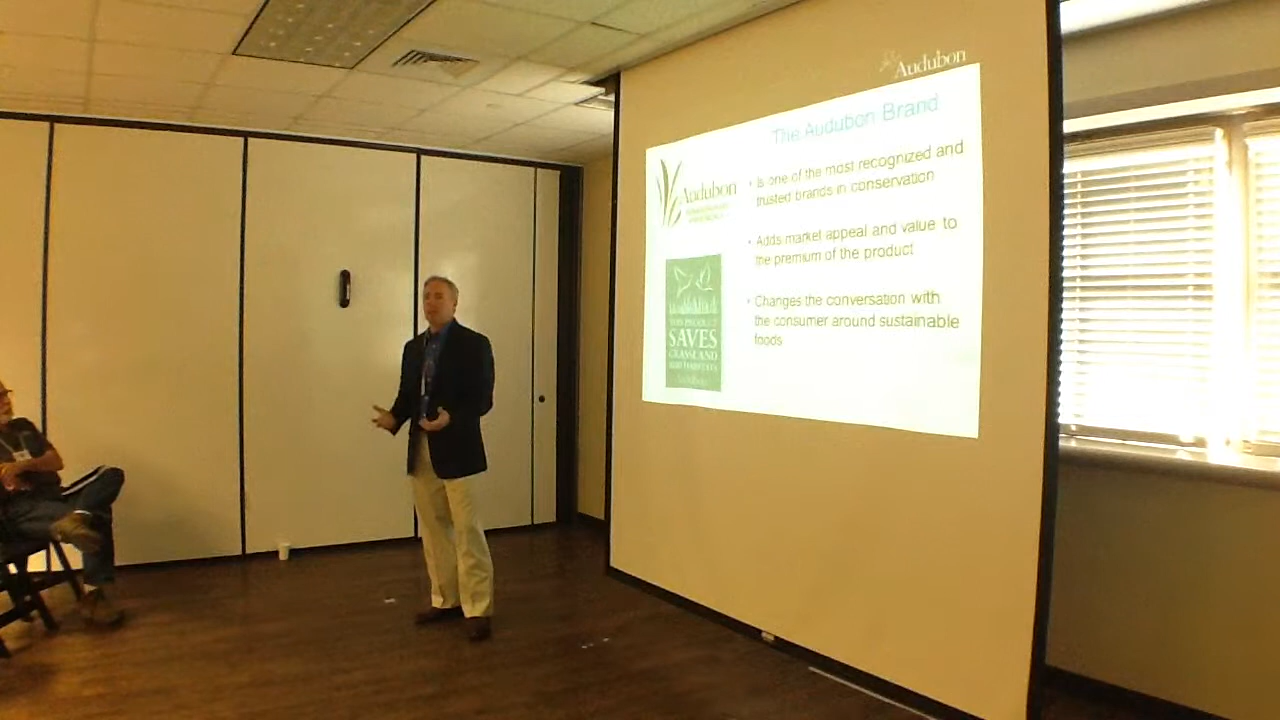 Audubon
The Audubon Brand
Audubon
• Is one of the most recognized and
trusted brands in conservation
• Adds market appeal and value to
the premium of the product
• Changes the conversation with
the consumer around sustainable
foods
THIS PRODUCT
SAVES
GRASSLAND